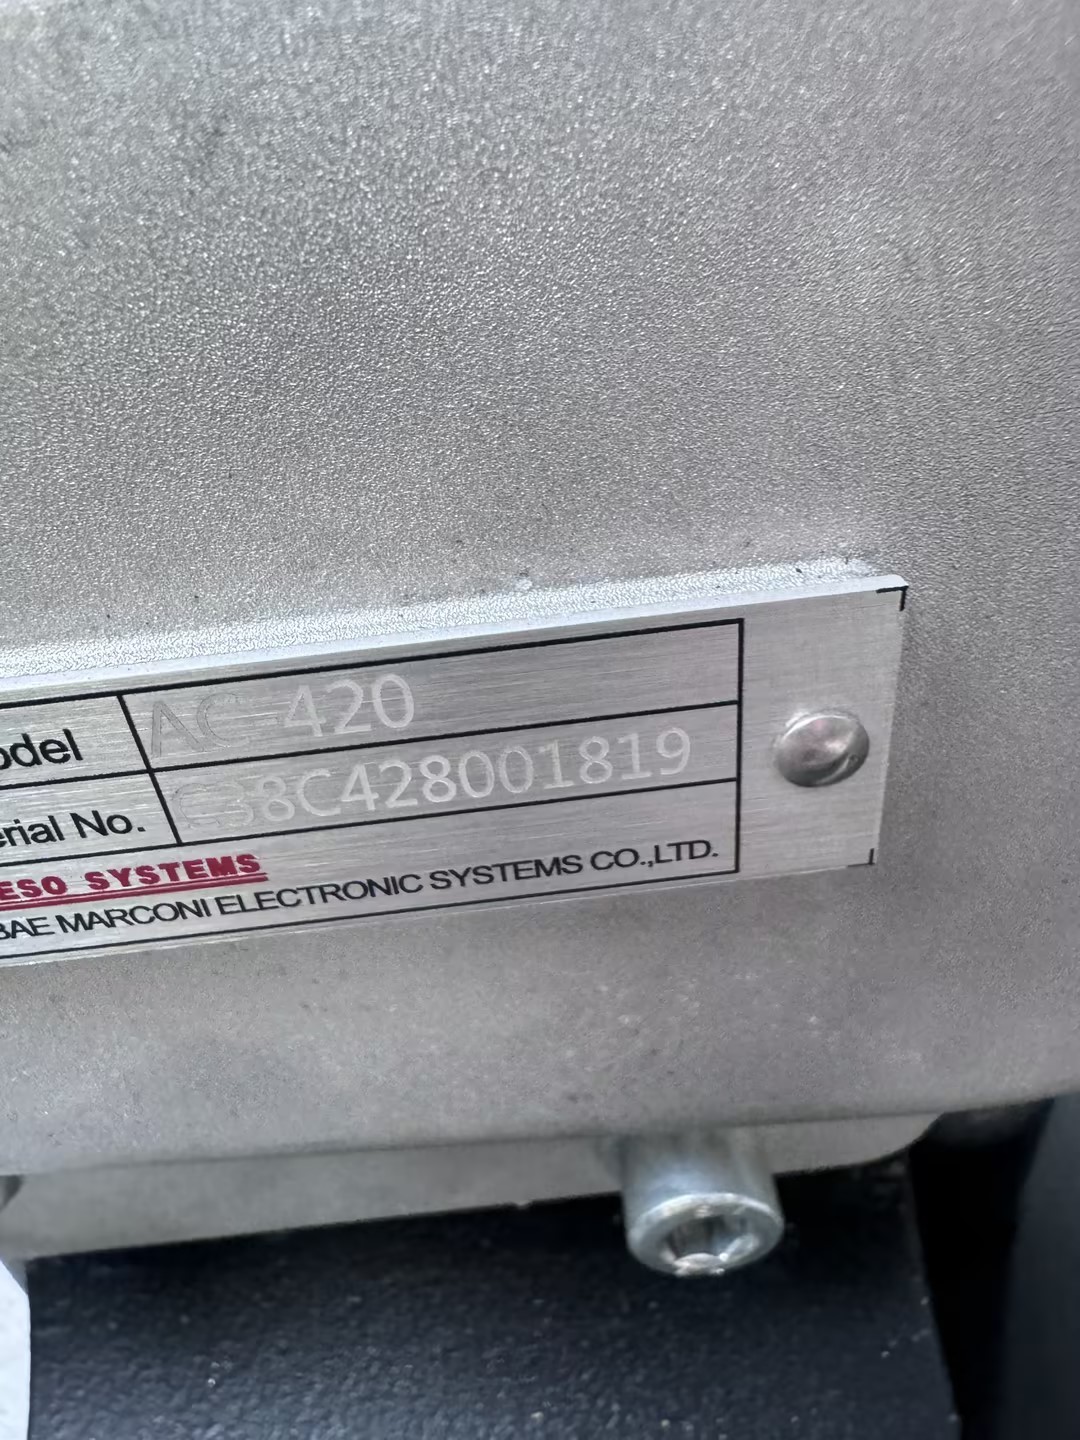 odel AC-420
erial No. C38C428001819
ESO SYSTEMS
BAE MARCONI ELECTRONIC SYSTEMS CO.,LTD.